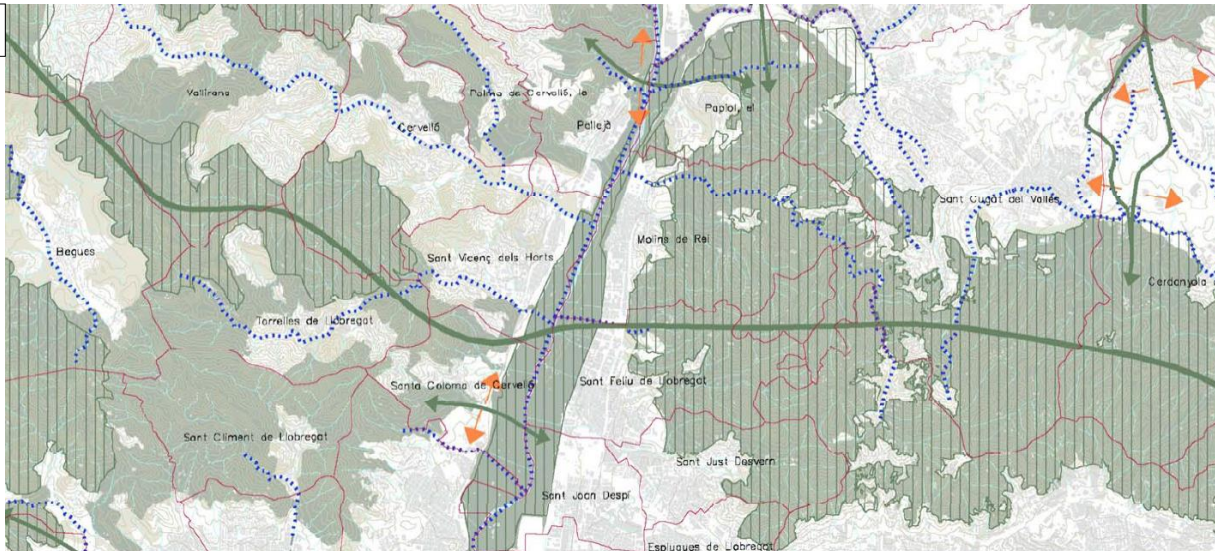 Vallirana
Palma de Cervelló, la
Cervelló
Pallejà
Papiol, el
Sant Cugat del Vallés
Begues
Sant Vicenç dels Horts
Molins de Rei
Cerdanyola
Torrelles de Llobregat
Santa Coloma de Cervelló
Sant Feliu de Llobregat
Sant Climent de Llobregat
Sant Just Desvern
Sant Joan Despí
Esplugues de Llobregat